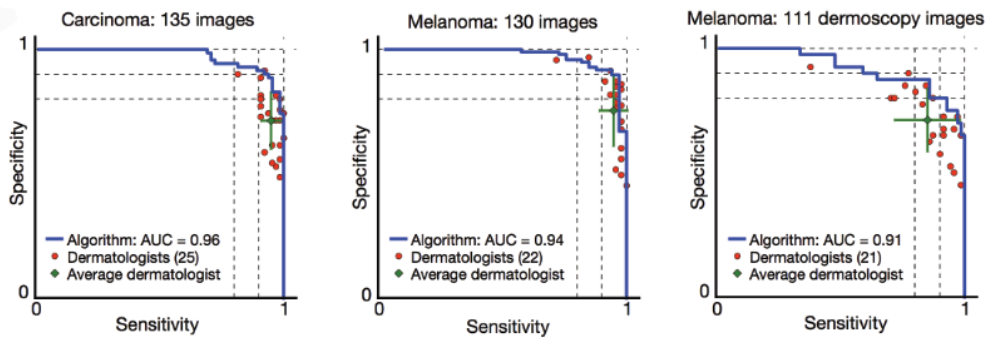 Carcinoma: 135 images
1
Specificity
Algorithm: AUC = 0.96
Dermatologists (25)
Average dermatologist
0
0
1
Sensitivity
Melanoma: 130 images
1
Specificity
Algorithm: AUC = 0.94
Dermatologists (22)
Average dermatologist
0
0
1
Sensitivity
Melanoma: 111 dermoscopy images
1
Specificity
Algorithm: AUC = 0.91
Dermatologists (21)
Average dermatologist
0
0
1
Sensitivity